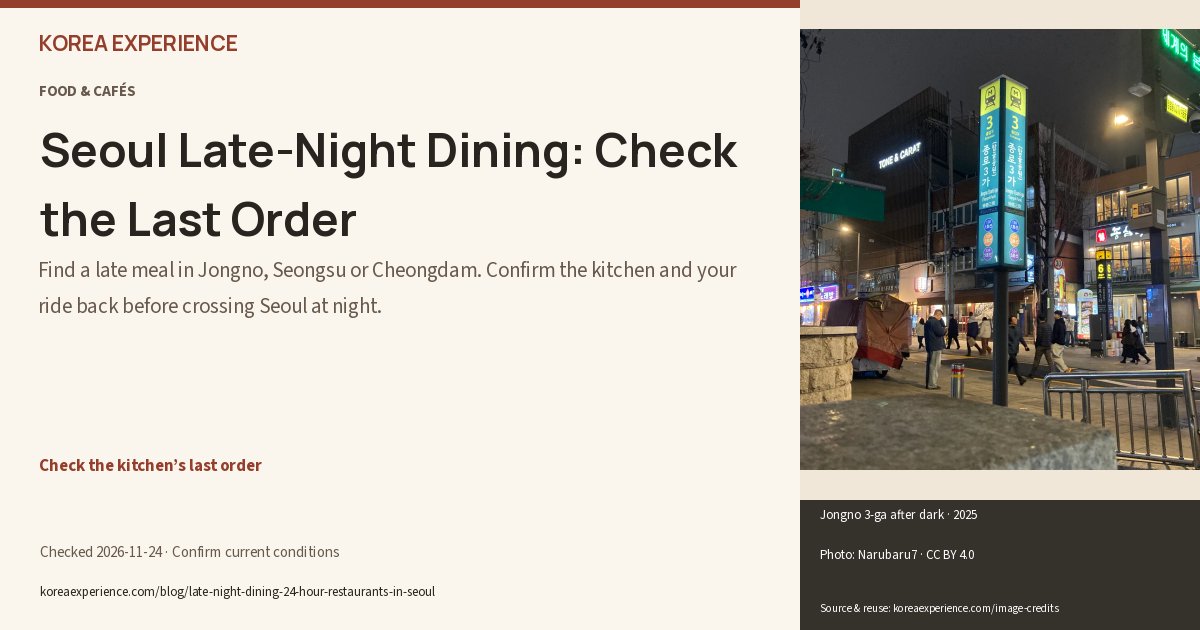 KOREA EXPERIENCE
FOOD & CAFÉS
Seoul Late-Night Dining: Check
the Last Order
Find a late meal in Jongno, Seongsu or Cheongdam. Confirm the kitchen and your
ride back before crossing Seoul at night.
Check the kitchen’s last order
Checked 2026-11-24 · Confirm current conditions
koreaexperience.com/blog/late-night-dining-24-hour-restaurants-in-seoul
TONE & CARAT
3
종로3가
3
종로3가
6
Jongno 3-ga after dark · 2025
Photo: Narubaru7 · CC BY 4.0
Source & reuse: koreaexperience.com/image-credits